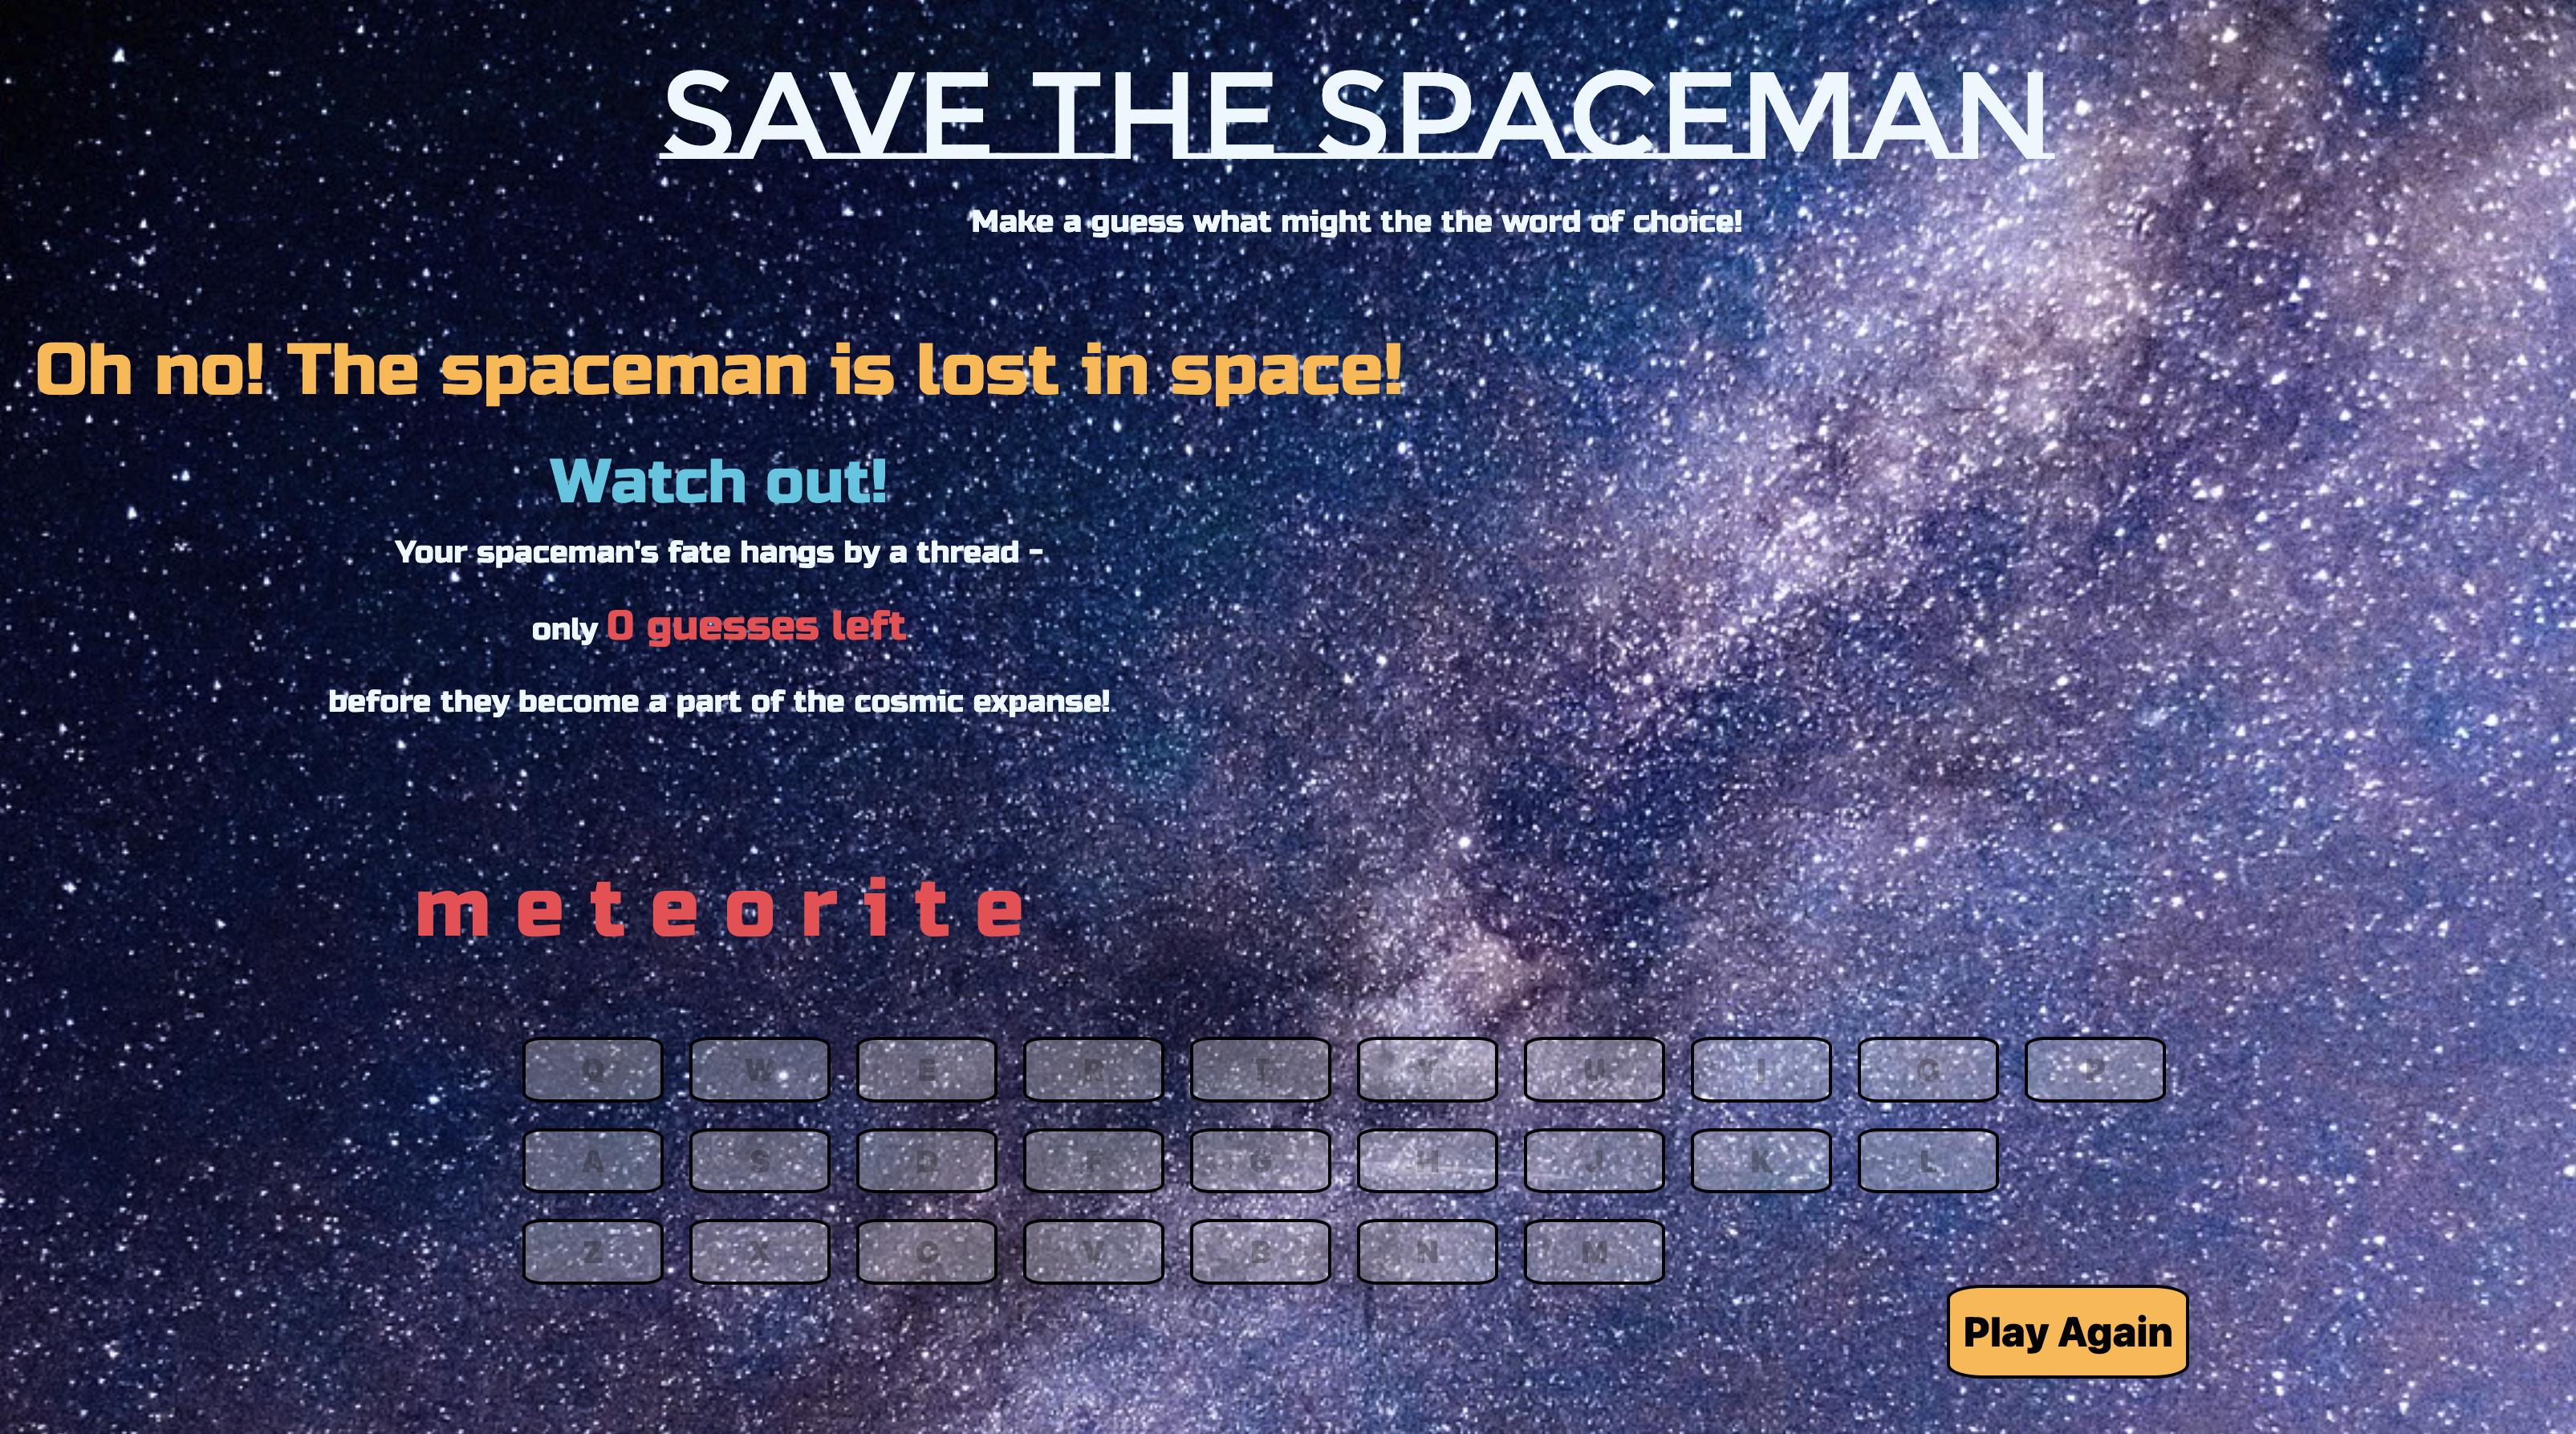 SAVE THE SPACEMAN
Make a guess what might the the word of choice!
Oh no! The spaceman is lost in space!
Watch out!
Your spaceman's fate hangs by a thread -
only 0 guesses left
before they become a part of the cosmic expanse!
m e t e o r i t e
Q W E R T Y U I O P
A S D F G H J K L
Z X C V B N M
Play Again